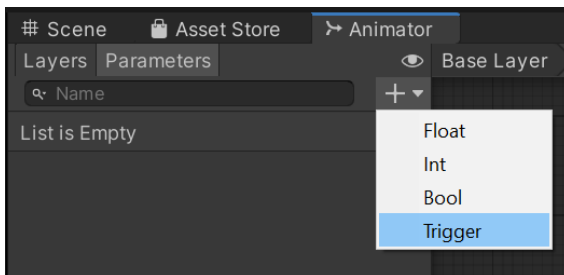 Scene Asset Store Animator
Layers Parameters Base Layer
Name
List is Empty
Float
Int
Bool
Trigger